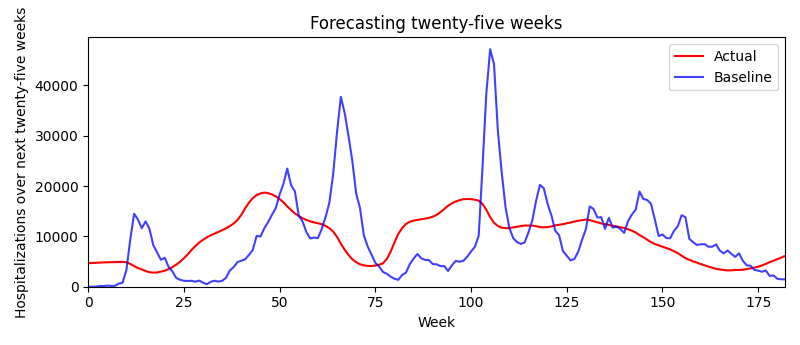 Forecasting twenty-five weeks
Hospitalizations over next twenty-five weeks
40000
30000
20000
10000
0
Actual
Baseline
0 25 50 75 100 125 150 175
Week